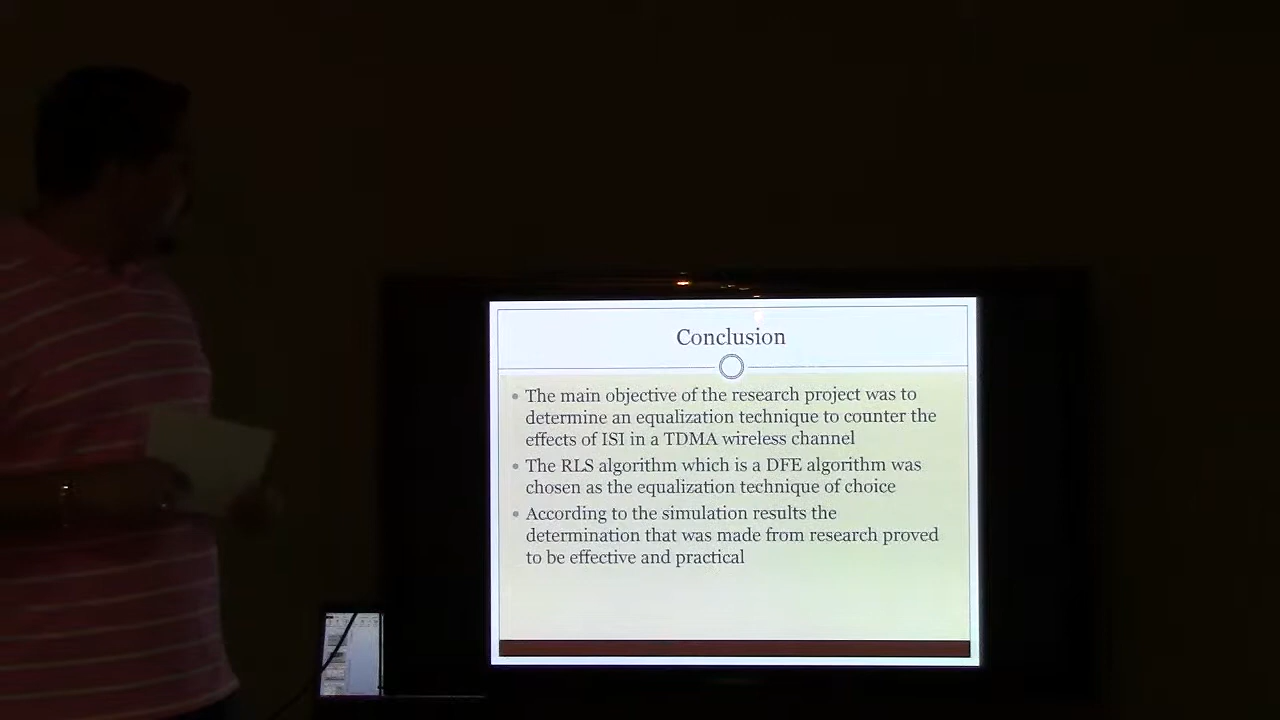 Conclusion
• The main objective of the research project was to
determine an equalization technique to counter the
effects of ISI in a TDMA wireless channel
• The RLS algorithm which is a DFE algorithm was
chosen as the equalization technique of choice
• According to the simulation results the
determination that was made from research proved
to be effective and practical